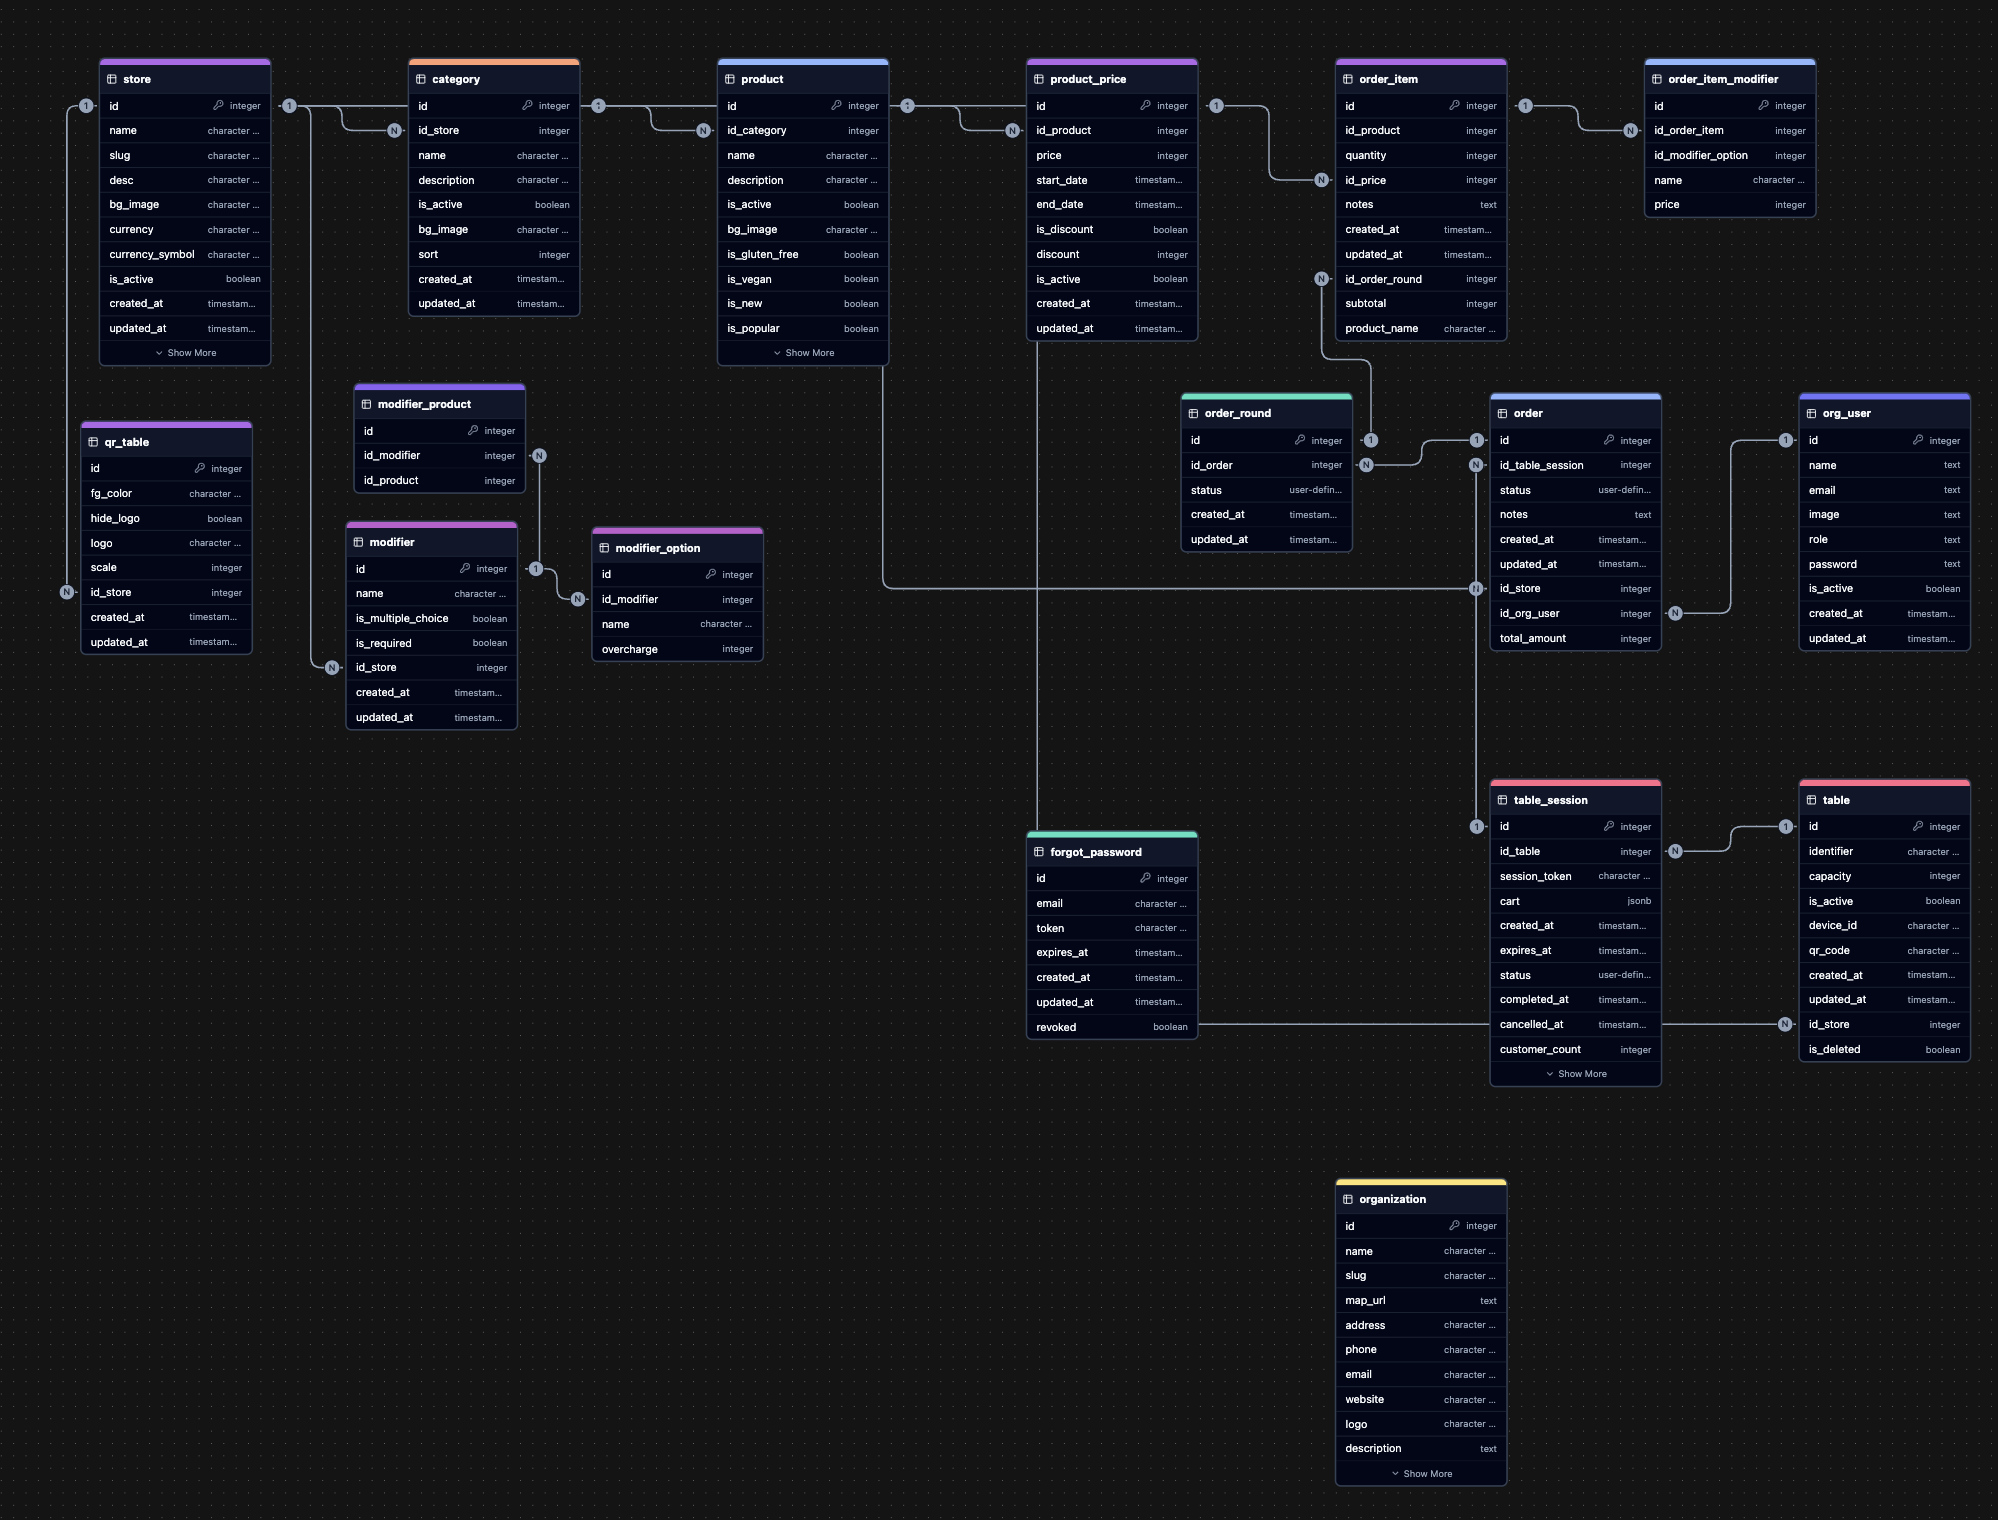 store
id integer
name character ...
slug character ...
desc character ...
bg_image character ...
currency character ...
currency_symbol character ...
is_active boolean
created_at timestam...
updated_at timestam...
Show More
category
id integer
id_store integer
name character ...
description character ...
is_active boolean
bg_image character ...
sort integer
created_at timestam...
updated_at timestam...
product
id integer
id_category integer
name character ...
description character ...
is_active boolean
bg_image character ...
is_gluten_free boolean
is_vegan boolean
is_new boolean
is_popular boolean
Show More
product_price
id integer
id_product integer
price integer
start_date timestam...
end_date timestam...
is_discount boolean
discount integer
is_active boolean
created_at timestam...
updated_at timestam...
order_item
id integer
id_product integer
quantity integer
id_price integer
notes text
created_at timestam...
updated_at timestam...
id_order_round integer
subtotal integer
product_name character ...
order_item_modifier
id integer
id_order_item integer
id_modifier_option integer
name character ...
price integer
1
1
N
1
N
1
N
1
N
1
N
N
qr_table
id integer
fg_color character ...
hide_logo boolean
logo character ...
scale integer
id_store integer
created_at timestam...
updated_at timestam...
N
modifier_product
id integer
id_modifier integer
id_product integer
N
modifier
id integer
name character ...
is_multiple_choice boolean
is_required boolean
id_store integer
created_at timestam...
updated_at timestam...
1
N
N
modifier_option
id integer
id_modifier integer
name character ...
overcharge integer
order_round
id integer
id_order integer
status user-defin...
created_at timestam...
updated_at timestam...
1
N
order
id integer
id_table_session integer
status user-defin...
notes text
created_at timestam...
updated_at timestam...
id_store integer
id_org_user integer
total_amount integer
1
N
N
N
org_user
id integer
name text
email text
image text
role text
password text
is_active boolean
created_at timestam...
updated_at timestam...
1
forgot_password
id integer
email character ...
token character ...
expires_at timestam...
created_at timestam...
updated_at timestam...
revoked boolean
table_session
id integer
id_table integer
session_token character ...
cart jsonb
created_at timestam...
expires_at timestam...
status user-defin...
completed_at timestam...
cancelled_at timestam...
customer_count integer
Show More
1
N
table
id integer
identifier character ...
capacity integer
is_active boolean
device_id character ...
qr_code character ...
created_at timestam...
updated_at timestam...
id_store integer
is_deleted boolean
1
N
organization
id integer
name character ...
slug character ...
map_url text
address character ...
phone character ...
email character ...
website character ...
logo character ...
description text
Show More